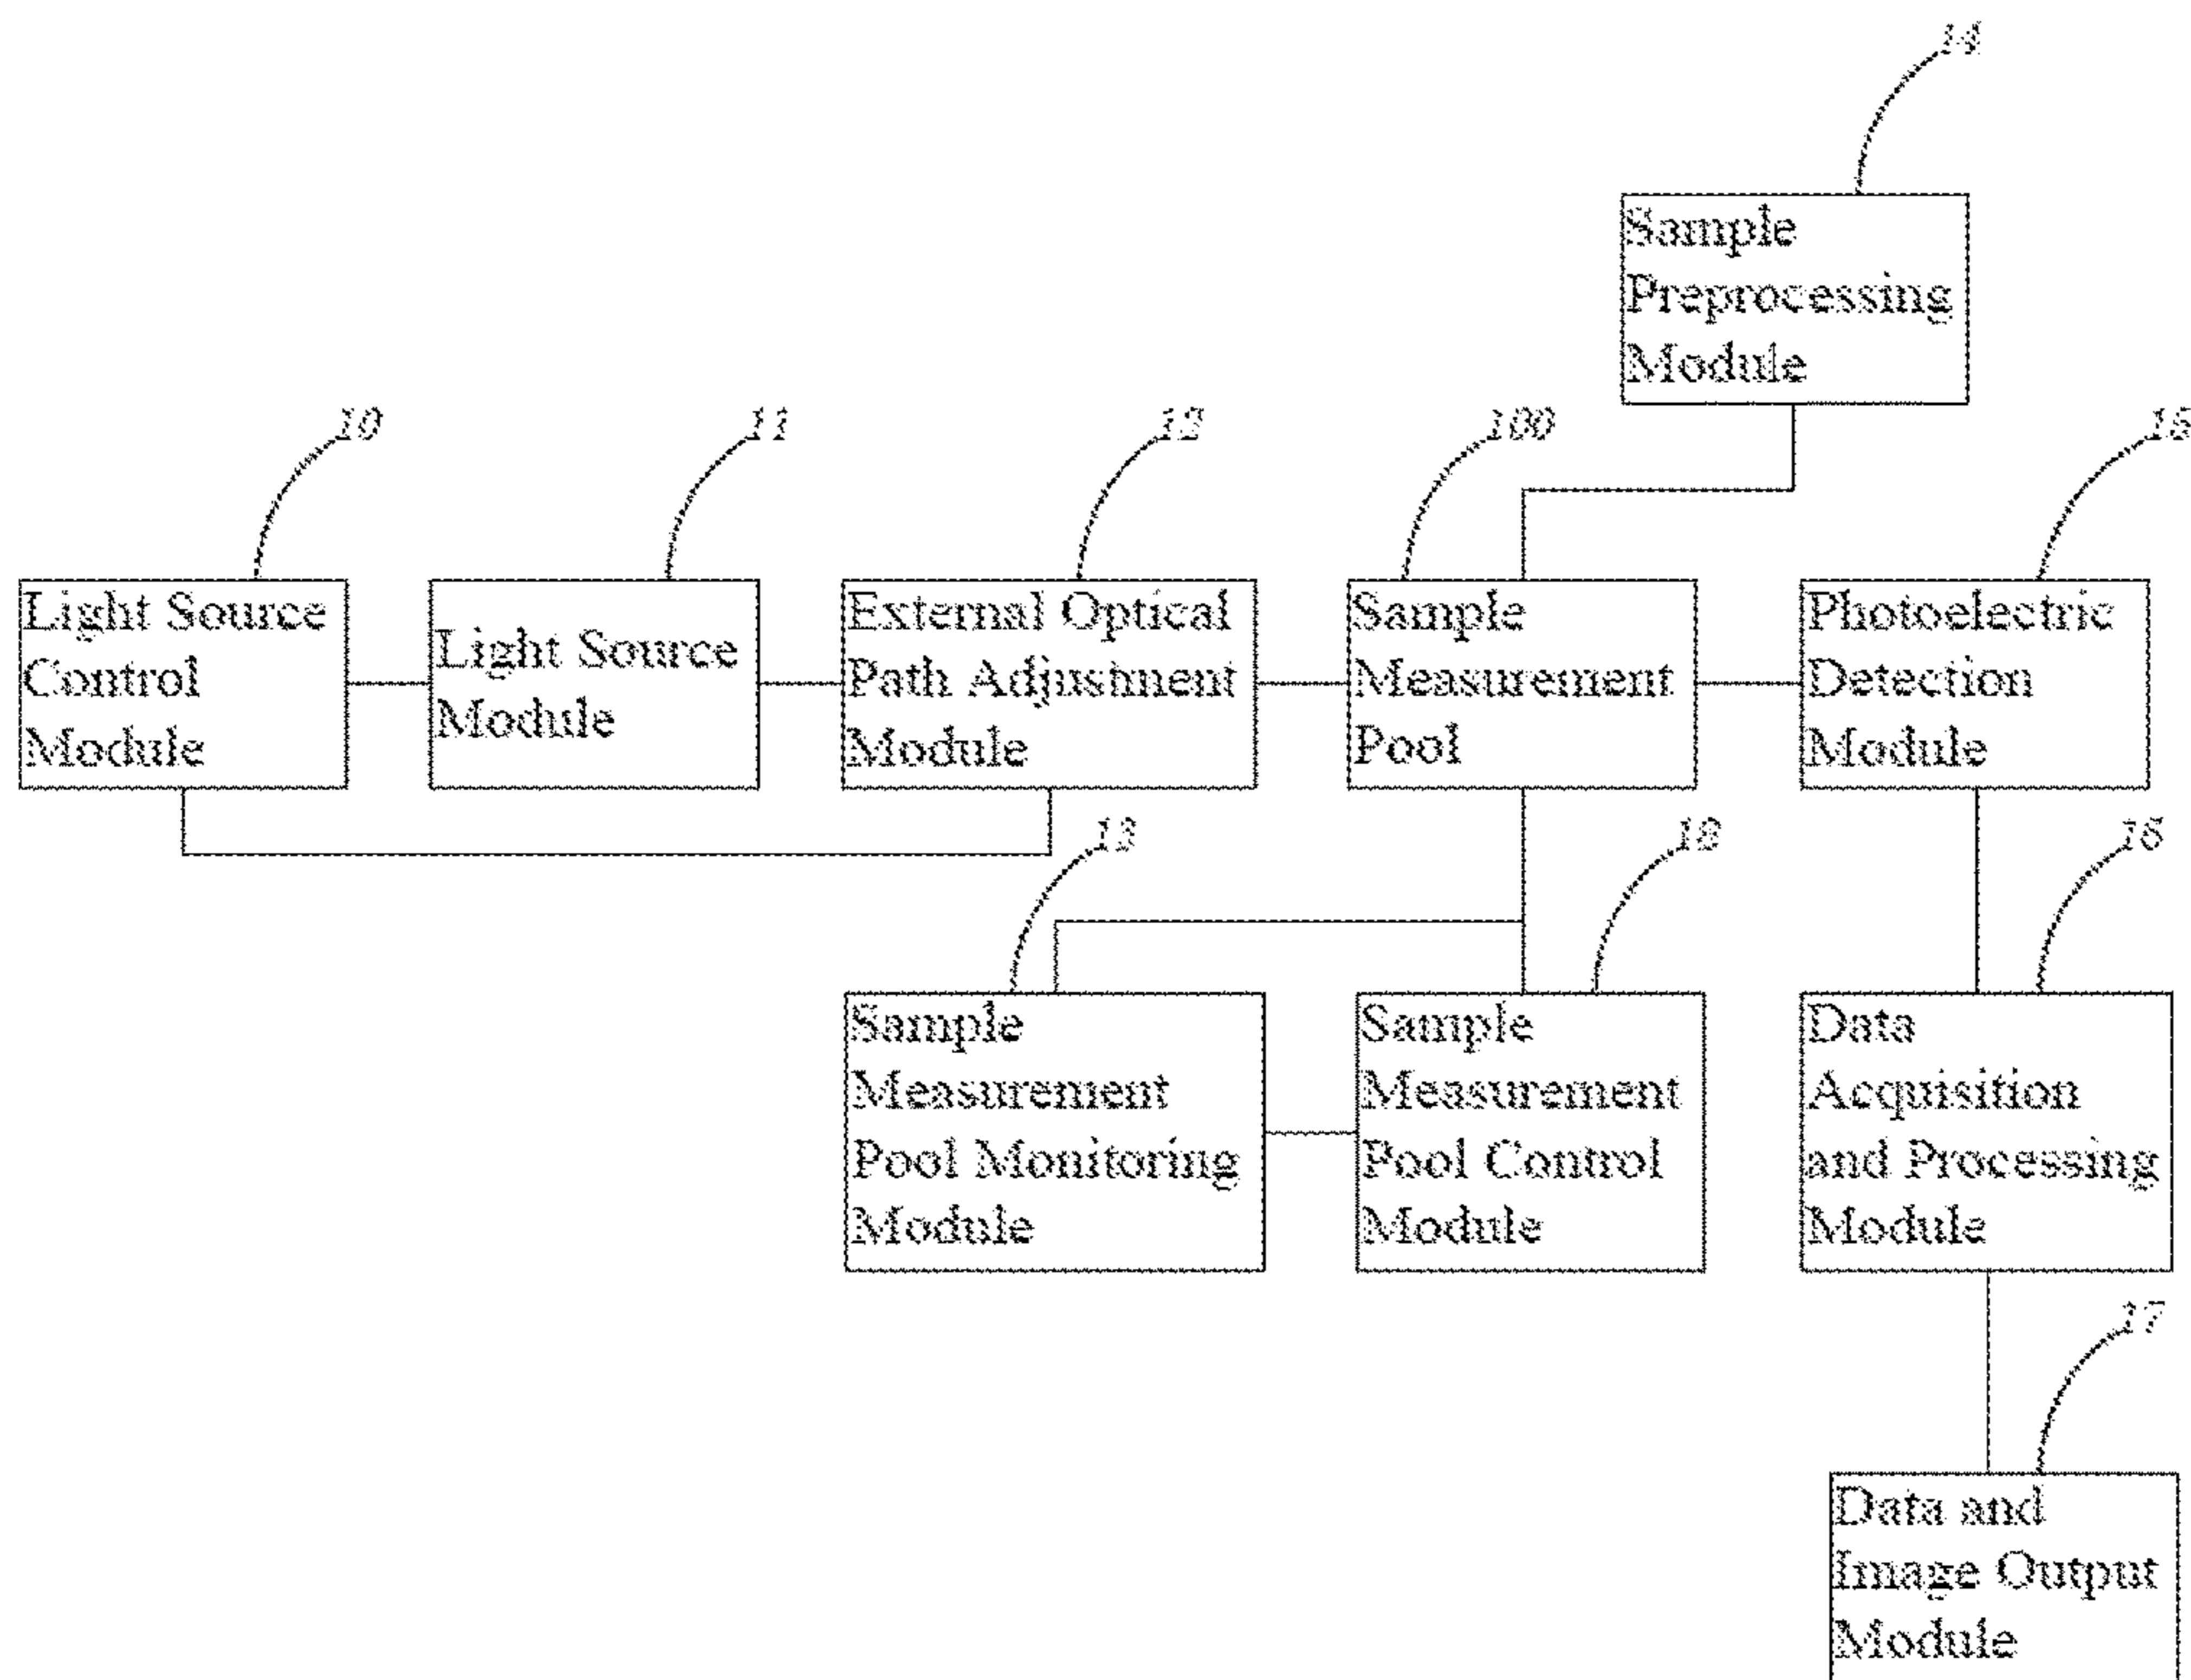 14
Sample
Preprocessing
Module
10
11
12
100
15
Light Source
Control
Module
Light Source
Module
External Optical
Path Adjustment
Module
Sample
Measurement
Pool
Photoelectric
Detection
Module
13
18
16
Sample
Measurement
Pool Monitoring
Module
Sample
Measurement
Pool Control
Module
Data
Acquisition
and Processing
Module
17
Data and
Image Output
Module